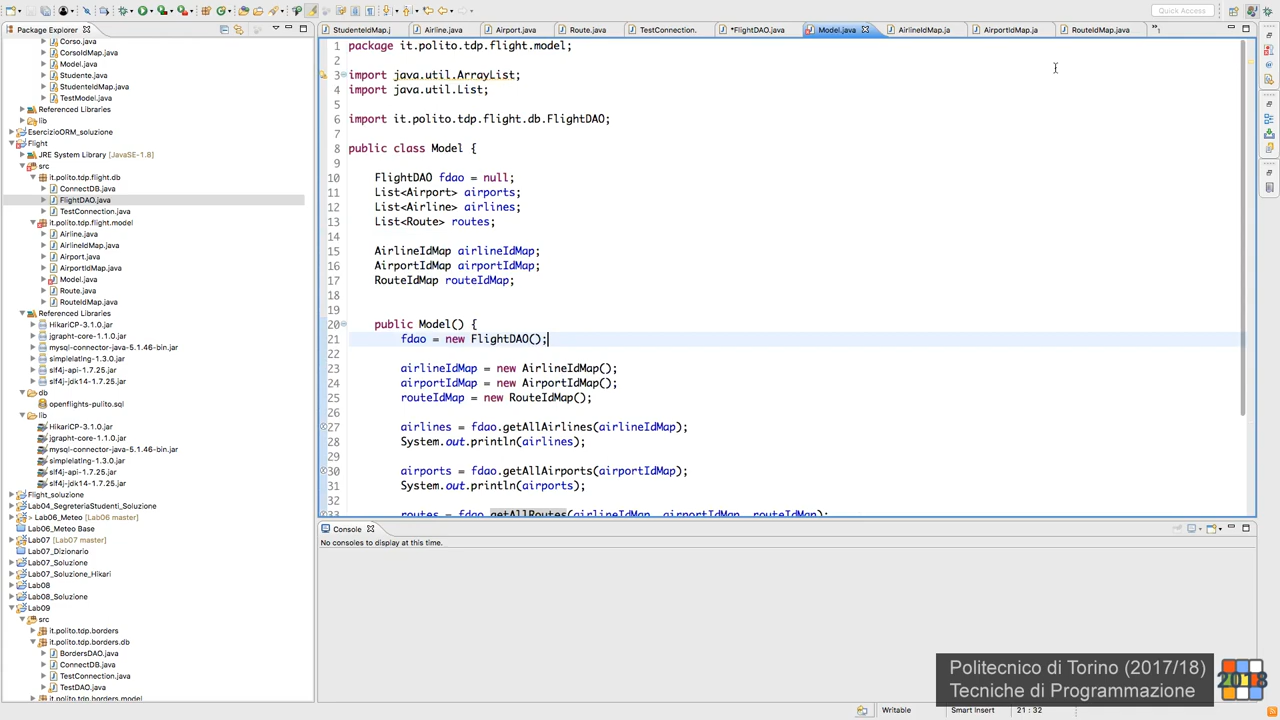 Quick Access
Package Explorer
Corso.java
CorsoIdMap.java
Model.java
Studente.java
StudenteIdMap.java
TestModel.java
Referenced Libraries
lib
EsercizioORM_soluzione
Flight
JRE System Library [JavaSE-1.8]
src
it.polito.tdp.flight.db
ConnectDB.java
FlightDAO.java
TestConnection.java
it.polito.tdp.flight.model
Airline.java
AirlineIdMap.java
Airport.java
AirportIdMap.java
Model.java
Route.java
RouteIdMap.java
Referenced Libraries
HikariCP-3.1.0.jar
jgrapht-core-1.1.0.jar
mysql-connector-java-5.1.46-bin.jar
simplelatlng-1.3.0.jar
slf4j-api-1.7.25.jar
slf4j-jdk14-1.7.25.jar
db
openflights-pulito.sql
lib
HikariCP-3.1.0.jar
jgrapht-core-1.1.0.jar
mysql-connector-java-5.1.46-bin.jar
simplelatlng-1.3.0.jar
slf4j-api-1.7.25.jar
slf4j-jdk14-1.7.25.jar
Flight_soluzione
Lab04_SegreteriaStudenti_Soluzione
> Lab06_Meteo [Lab06 master]
Lab06_Meteo Base
Lab07 [Lab07 master]
Lab07_Dizionario
Lab07_Soluzione
Lab07_Soluzione_Hikari
Lab08
Lab08_Soluzione
Lab09
src
it.polito.tdp.borders
it.polito.tdp.borders.db
BordersDAO.java
ConnectDB.java
TestConnection.java
TestDAO.java
it.polito.tdp.borders.model
StudenteIdMap.j Airline.java Airport.java Route.java TestConnection. *FlightDAO.java Model.java AirlineIdMap.ja AirportIdMap.ja RouteIdMap.java »1
1 package it.polito.tdp.flight.model;
2
3 import java.util.ArrayList;
4 import java.util.List;
5
6 import it.polito.tdp.flight.db.FlightDAO;
7
8 public class Model {
9
10 FlightDAO fdao = null;
11 List<Airport> airports;
12 List<Airline> airlines;
13 List<Route> routes;
14
15 AirlineIdMap airlineIdMap;
16 AirportIdMap airportIdMap;
17 RouteIdMap routeIdMap;
18
19
20 public Model() {
21 fdao = new FlightDAO();
22
23 airlineIdMap = new AirlineIdMap();
24 airportIdMap = new AirportIdMap();
25 routeIdMap = new RouteIdMap();
26
27 airlines = fdao.getAllAirlines(airlineIdMap);
28 System.out.println(airlines);
29
30 airports = fdao.getAllAirports(airportIdMap);
31 System.out.println(airports);
32
33 routes = fdao.getAllRoutes(airlineIdMap, airportIdMap, routeIdMap);
Console
No consoles to display at this time.
Politecnico di Torino (2017/18)
Tecniche di Programmazione
2018
Writable Smart Insert 21 : 32